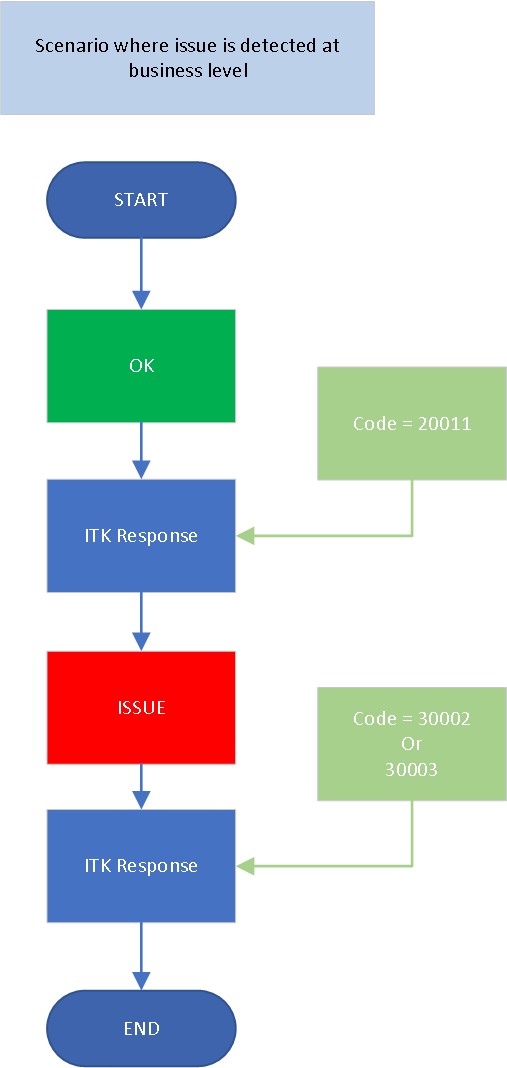 Scenario where issue is detected at
business level
START
OK
Code = 20011
ITK Response
ISSUE
Code = 30002
Or
30003
ITK Response
END